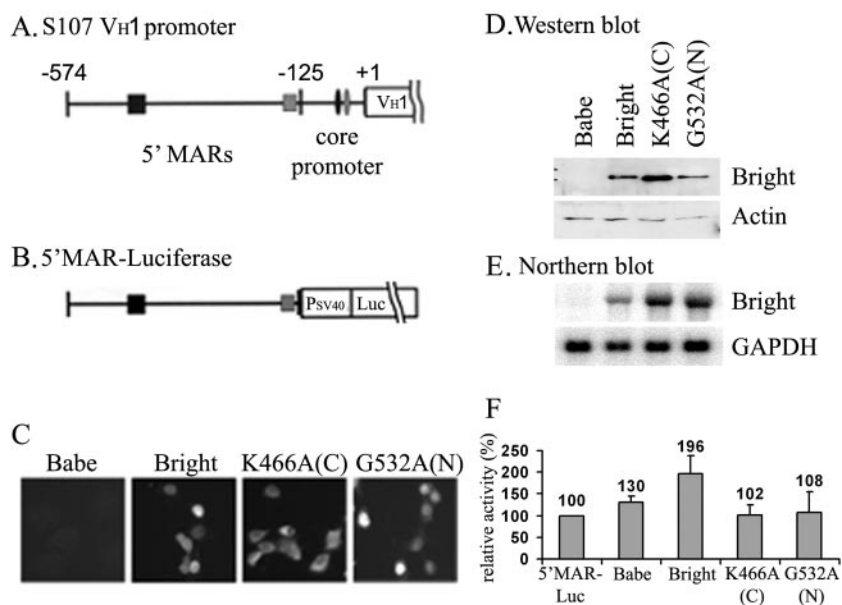 A. S107 VH1 promoter
-574
-125
+1
VH1
5' MARs
core
promoter
B. 5'MAR-Luciferase
PSV40
Luc
C
Babe
Bright
K466A(C)
G532A(N)
D. Western blot
Babe
Bright
K466A(C)
G532A(N)
Bright
Actin
E. Northern blot
Bright
GAPDH
F
relative activity (%)
250
200
150
100
50
0
100
130
196
102
108
5'MAR-
Luc
Babe
Bright
K466A
(C)
G532A
(N)